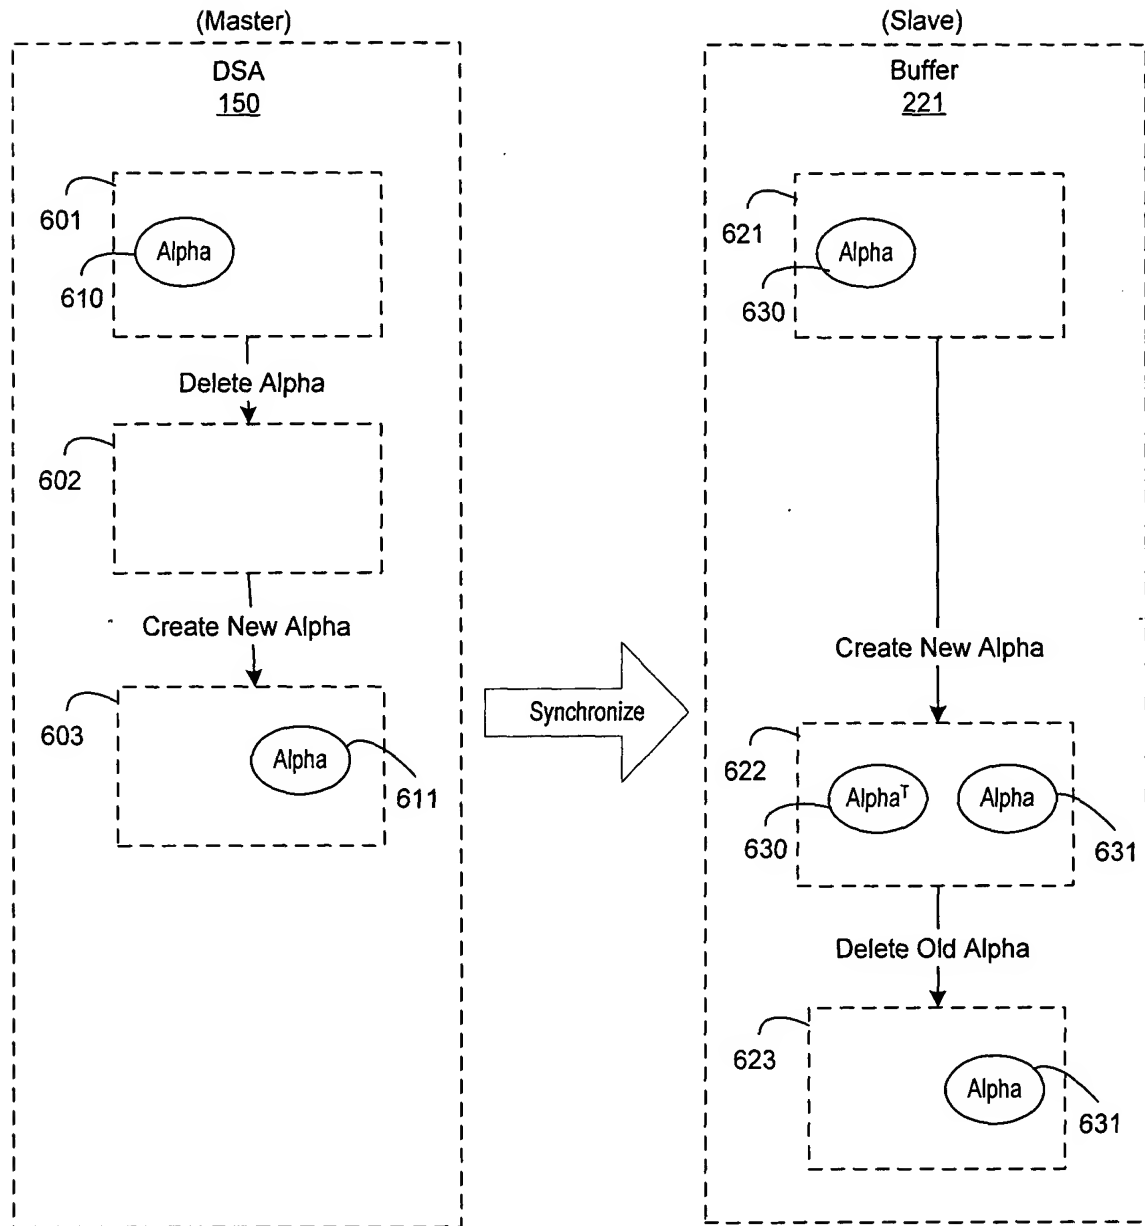 (Master)
DSA
150
601
Alpha
610
Delete Alpha
602
Create New Alpha
603
Alpha
611
Synchronize
(Slave)
Buffer
221
621
Alpha
630
Create New Alpha
622
Alphaᵀ
Alpha
630
631
Delete Old Alpha
623
Alpha
631